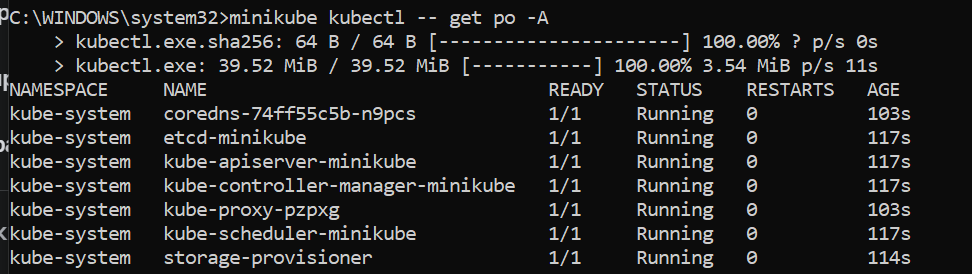 C:\WINDOWS\system32>minikube kubectl -- get po -A
> kubectl.exe.sha256: 64 B / 64 B [----------------------] 100.00% ? p/s 0s
> kubectl.exe: 39.52 MiB / 39.52 MiB [-----------] 100.00% 3.54 MiB p/s 11s
NAMESPACE NAME READY STATUS RESTARTS AGE
kube-system coredns-74ff55c5b-n9pcs 1/1 Running 0 103s
kube-system etcd-minikube 1/1 Running 0 117s
kube-system kube-apiserver-minikube 1/1 Running 0 117s
kube-system kube-controller-manager-minikube 1/1 Running 0 117s
kube-system kube-proxy-pzpxg 1/1 Running 0 103s
kube-system kube-scheduler-minikube 1/1 Running 0 117s
kube-system storage-provisioner 1/1 Running 0 114s